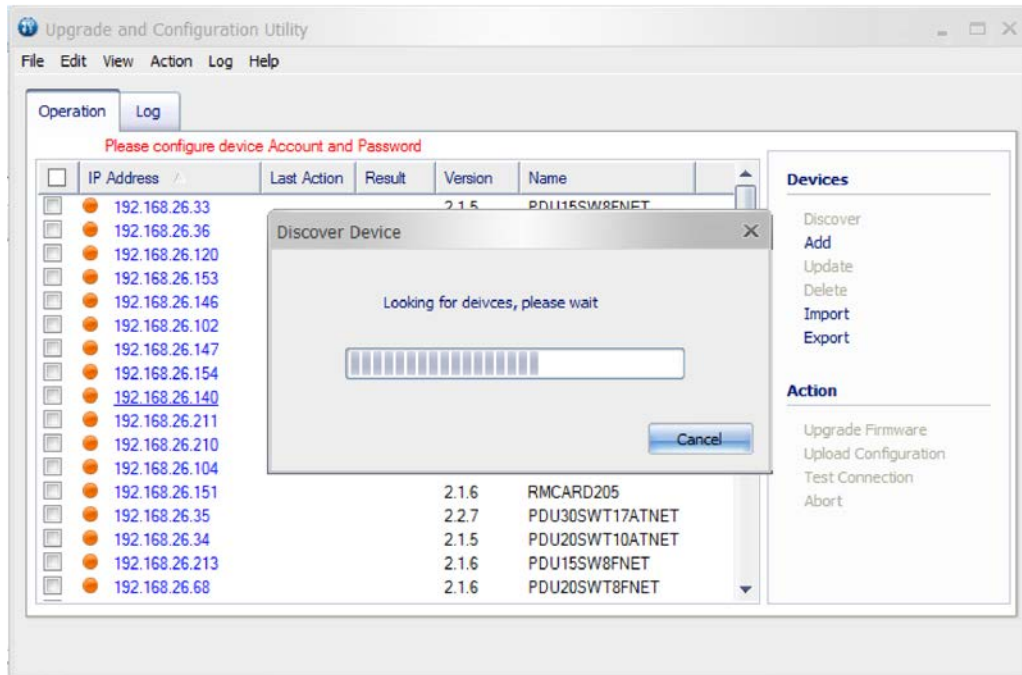 Upgrade and Configuration Utility
File Edit View Action Log Help
Operation Log
Please configure device Account and Password
IP Address Last Action Result Version Name
192.168.26.33 2.1.5 PDU15SW8FNET
192.168.26.36
192.168.26.120
192.168.26.153
192.168.26.146
192.168.26.102
192.168.26.147
192.168.26.154
192.168.26.140
192.168.26.211
192.168.26.210
192.168.26.104
192.168.26.151 2.1.6 RMCARD205
192.168.26.35 2.2.7 PDU30SWT17ATNET
192.168.26.34 2.1.5 PDU20SWT10ATNET
192.168.26.213 2.1.6 PDU15SW8FNET
192.168.26.68 2.1.6 PDU20SWT8FNET
Discover Device
Looking for deivces, please wait
Cancel
Devices
Discover
Add
Update
Delete
Import
Export
Action
Upgrade Firmware
Upload Configuration
Test Connection
Abort